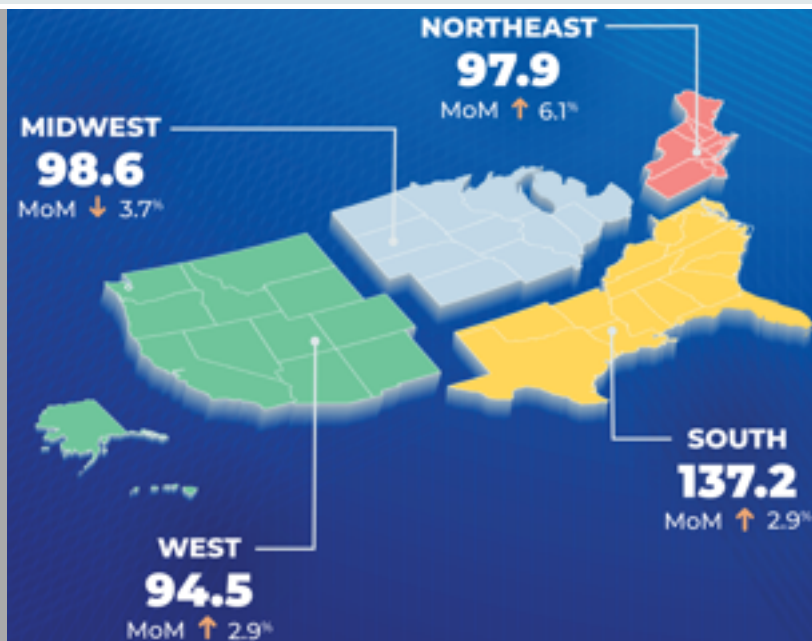 NORTHEAST
97.9
MoM ↑ 6.1%
MIDWEST
98.6
MoM ↓ 3.7%
SOUTH
137.2
MoM ↑ 2.9%
WEST
94.5
MoM ↑ 2.9%